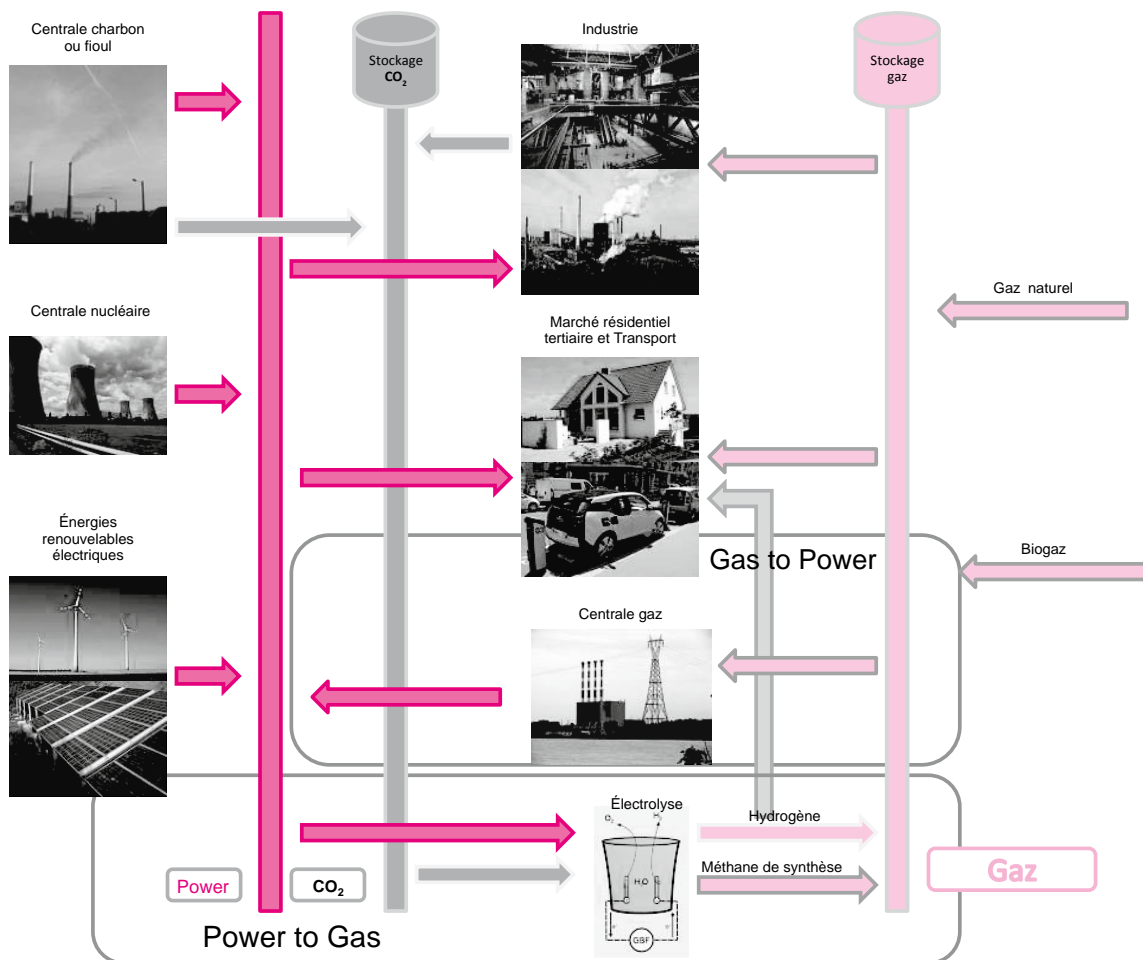 Centrale charbon
ou fioul
Stockage
CO₂
Industrie
Stockage
gaz
Gaz naturel
Centrale nucléaire
Marché résidentiel
tertiaire et Transport
Énergies
renouvelables
électriques
Gas to Power
Biogaz
Centrale gaz
Électrolyse
Hydrogène
Méthane de synthèse
H₂O
GBF
Power
CO₂
Gaz
Power to Gas